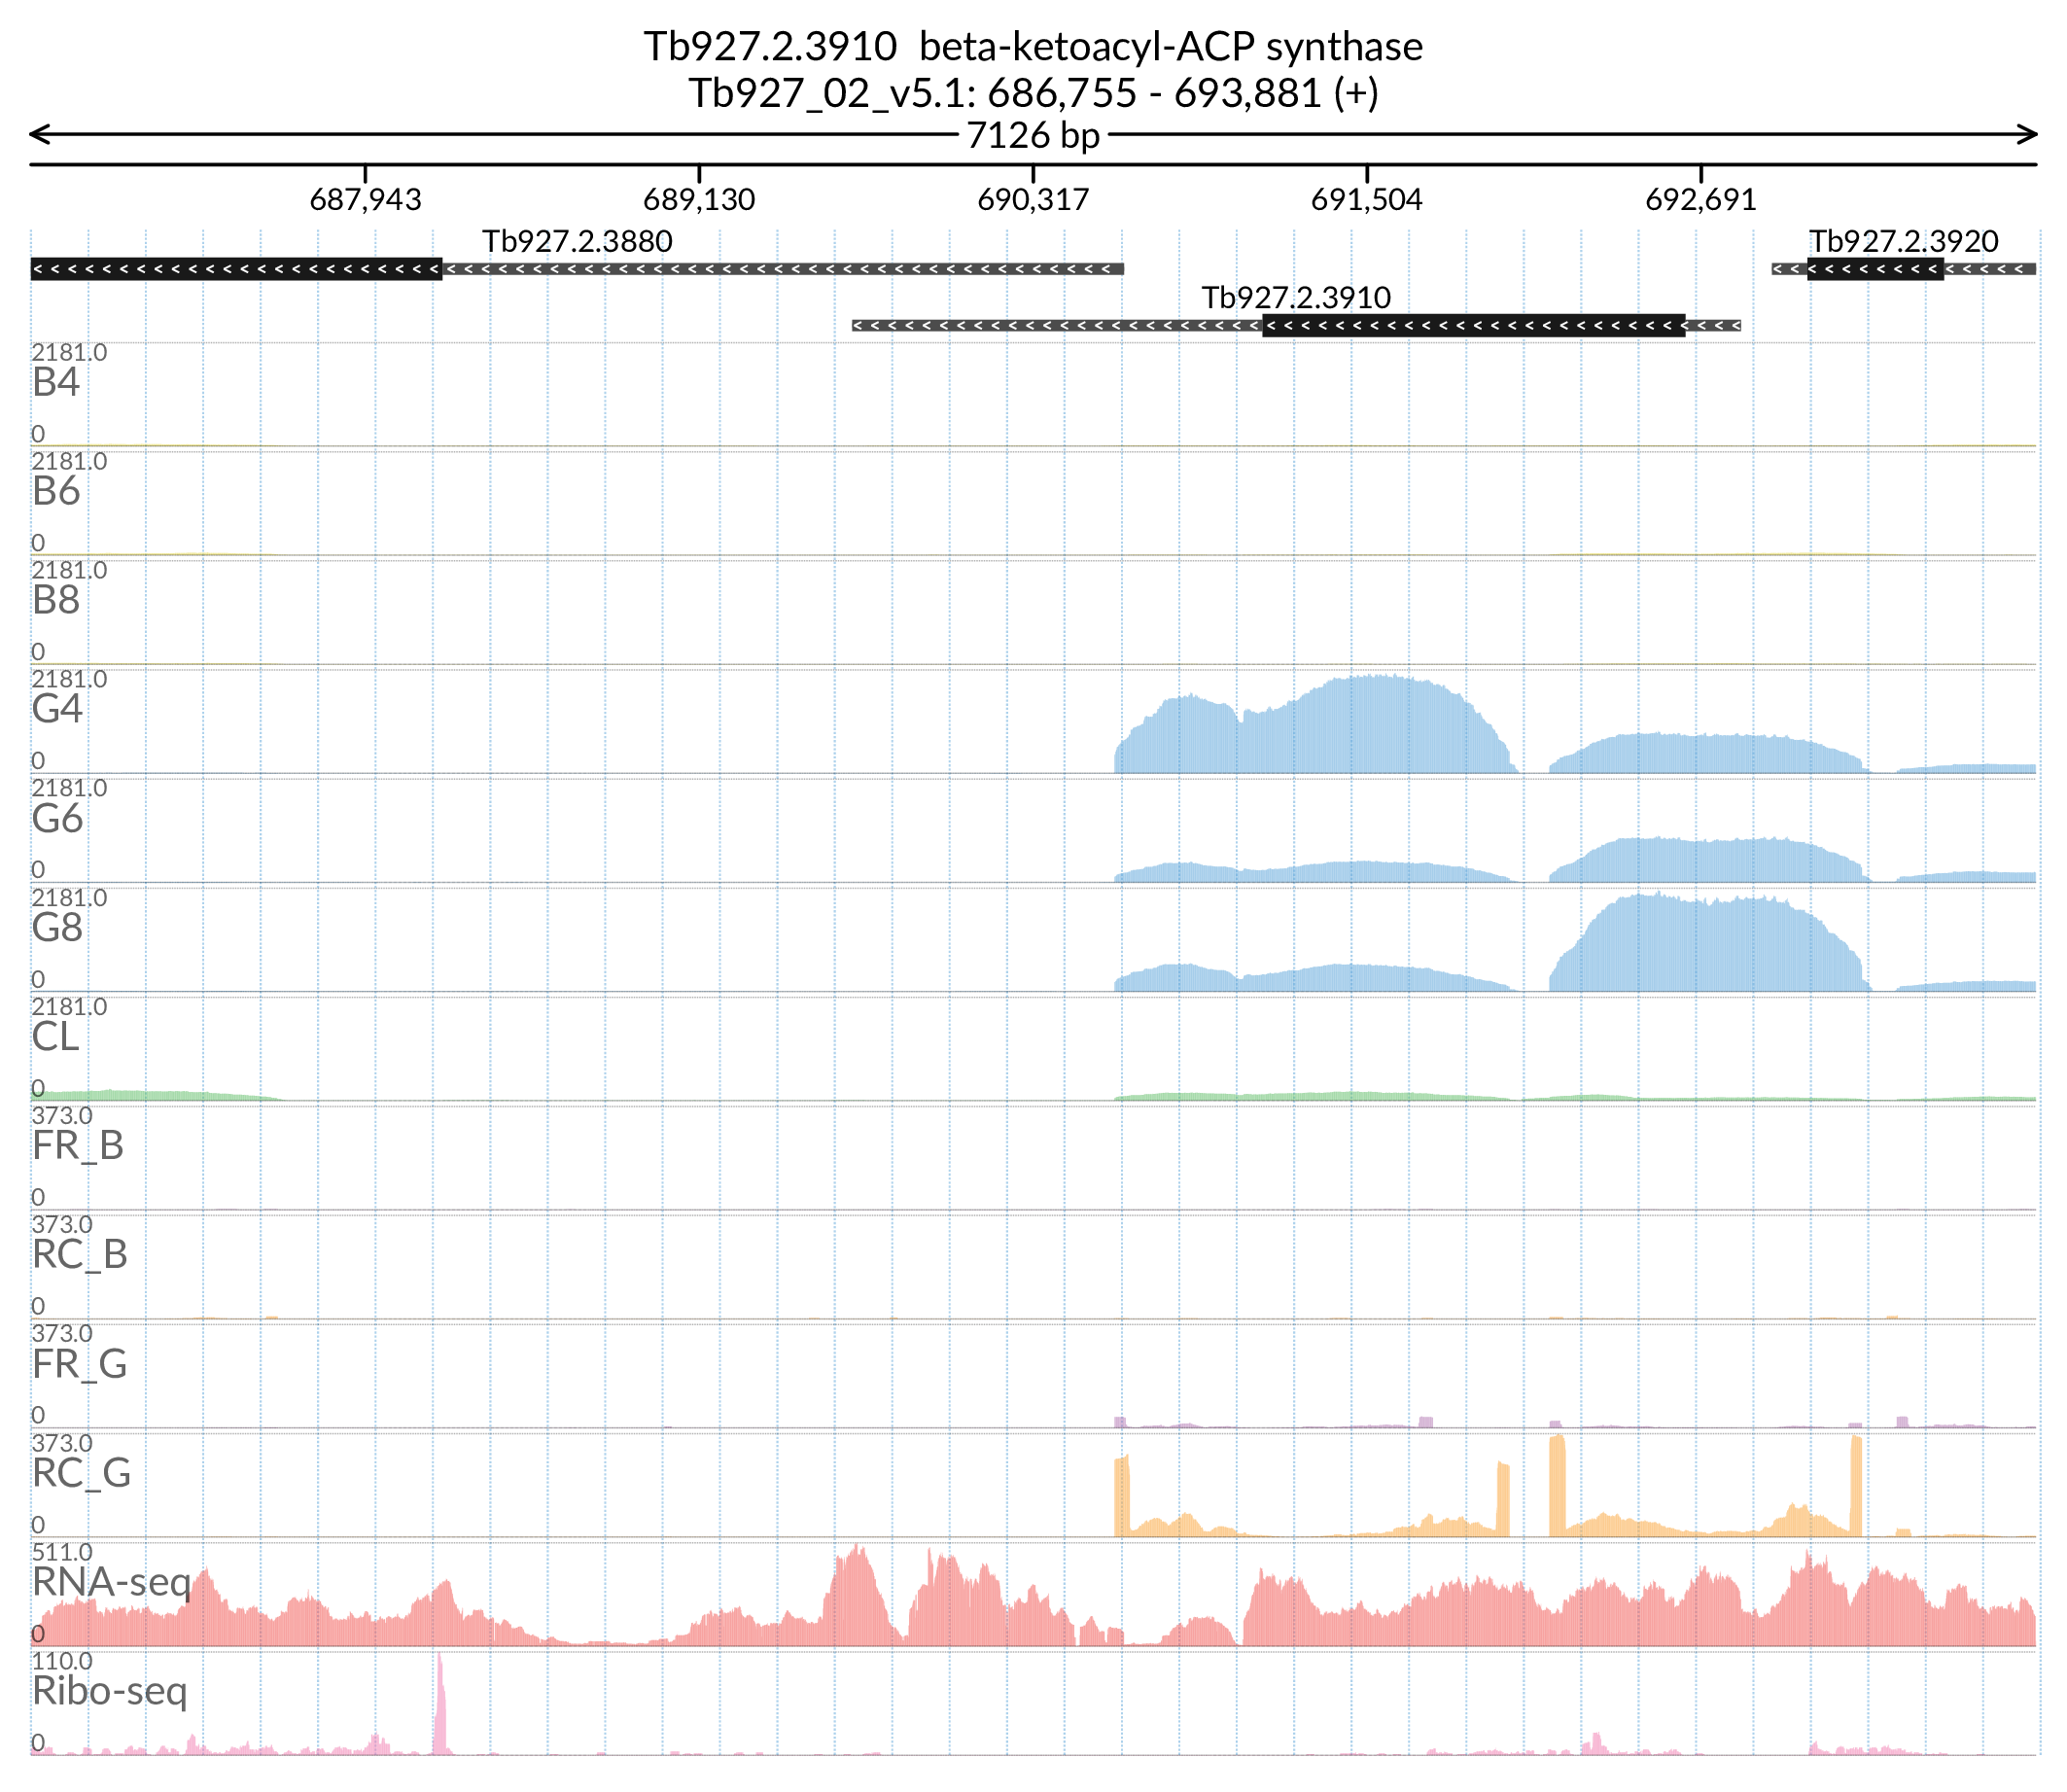 Tb927.2.3910 beta-ketoacyl-ACP synthase
Tb927_02_v5.1: 686,755 - 693,881 (+)
7126 bp
687,943 689,130 690,317 691,504 692,691
Tb927.2.3880 Tb927.2.3920
Tb927.2.3910
2181.0
B4
0
2181.0
B6
0
2181.0
B8
0
2181.0
G4
0
2181.0
G6
0
2181.0
G8
0
2181.0
CL
0
373.0
FR_B
0
373.0
RC_B
0
373.0
FR_G
0
373.0
RC_G
0
511.0
RNA-seq
0
110.0
Ribo-seq
0